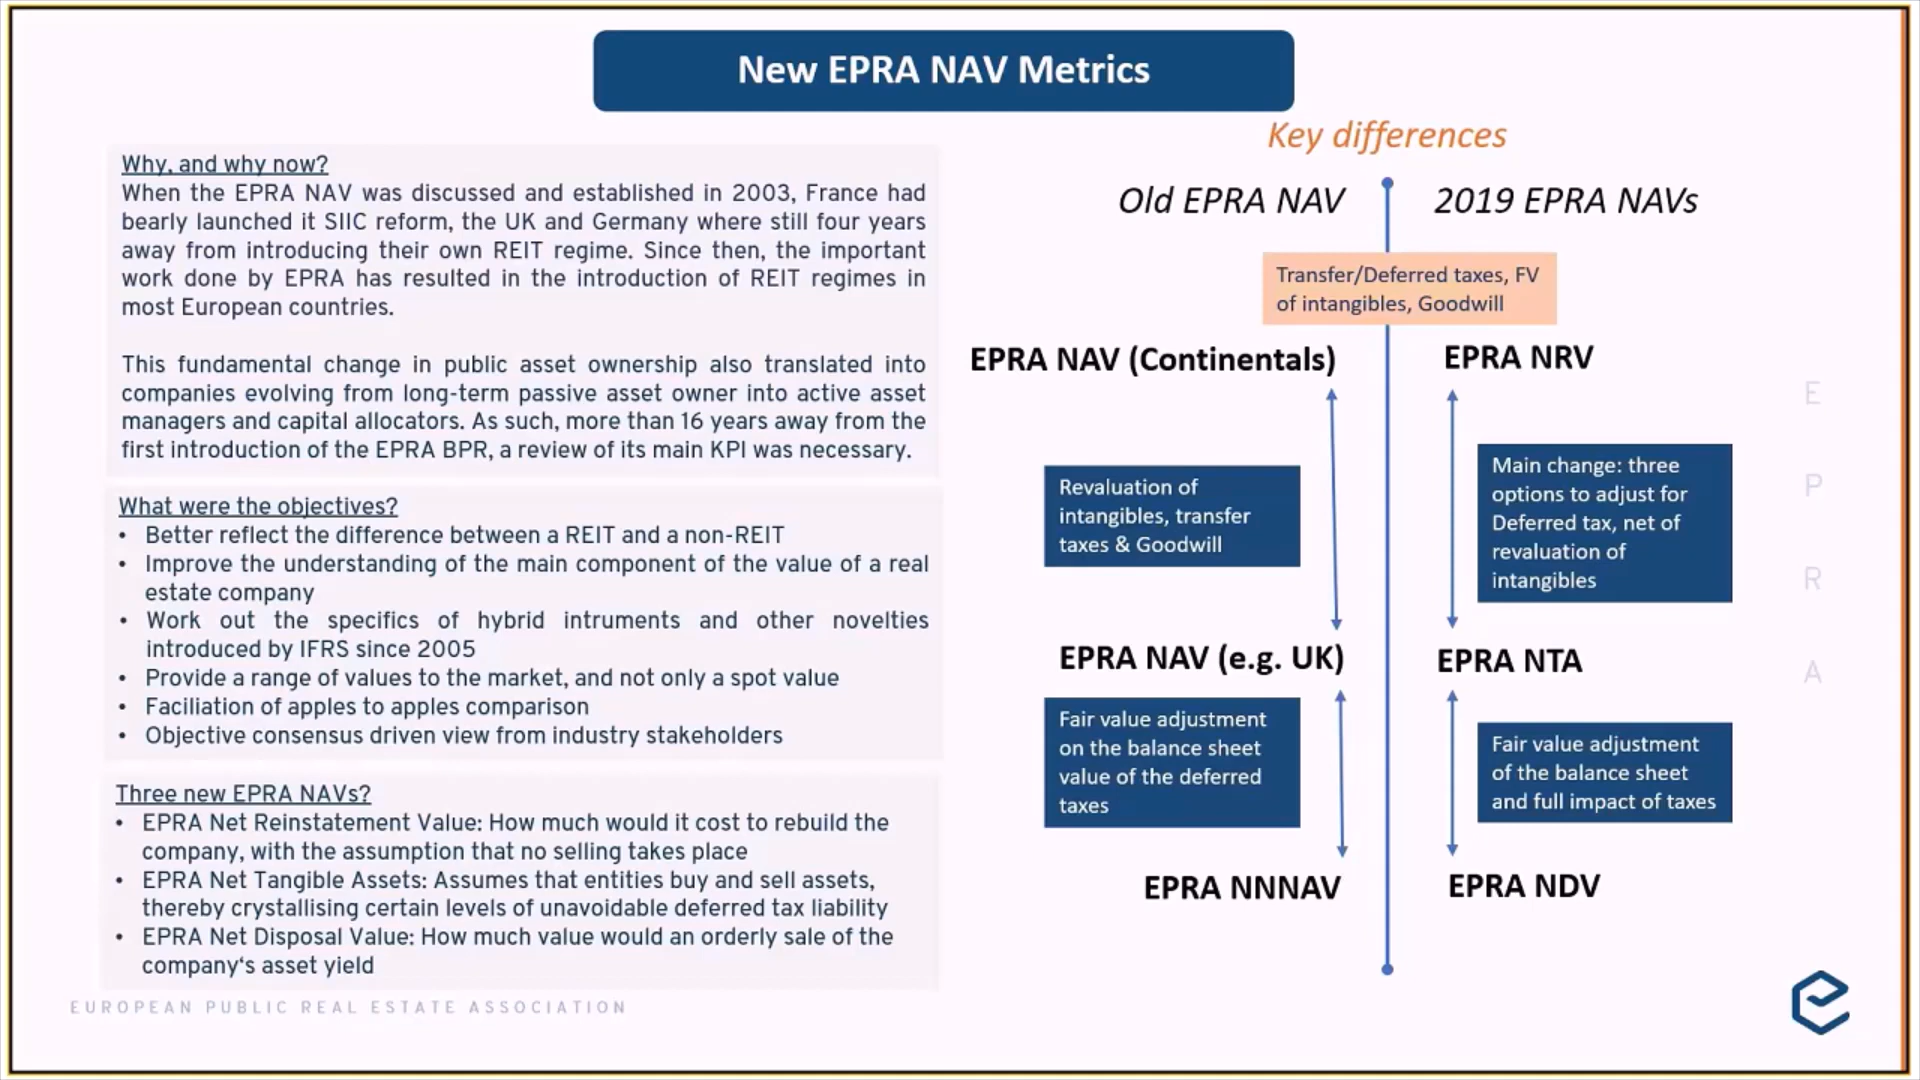 New EPRA NAV Metrics
Why, and why now?
When the EPRA NAV was discussed and established in 2003, France had
bearly launched it SIIC reform, the UK and Germany where still four years
away from introducing their own REIT regime. Since then, the important
work done by EPRA has resulted in the introduction of REIT regimes in
most European countries.
This fundamental change in public asset ownership also translated into
companies evolving from long-term passive asset owner into active asset
managers and capital allocators. As such, more than 16 years away from the
first introduction of the EPRA BPR, a review of its main KPI was necessary.
What were the objectives?
• Better reflect the difference between a REIT and a non-REIT
• Improve the understanding of the main component of the value of a real
estate company
• Work out the specifics of hybrid intruments and other novelties
introduced by IFRS since 2005
• Provide a range of values to the market, and not only a spot value
• Faciliation of apples to apples comparison
• Objective consensus driven view from industry stakeholders
Three new EPRA NAVs?
• EPRA Net Reinstatement Value: How much would it cost to rebuild the
company, with the assumption that no selling takes place
• EPRA Net Tangible Assets: Assumes that entities buy and sell assets,
thereby crystallising certain levels of unavoidable deferred tax liability
• EPRA Net Disposal Value: How much value would an orderly sale of the
company‘s asset yield
Key differences
Old EPRA NAV
2019 EPRA NAVs
Transfer/Deferred taxes, FV
of intangibles, Goodwill
EPRA NAV (Continentals)
EPRA NRV
Revaluation of
intangibles, transfer
taxes & Goodwill
Main change: three
options to adjust for
Deferred tax, net of
revaluation of
intangibles
EPRA NAV (e.g. UK)
EPRA NTA
Fair value adjustment
on the balance sheet
value of the deferred
taxes
Fair value adjustment
of the balance sheet
and full impact of taxes
EPRA NNNAV
EPRA NDV
E
P
R
A
EUROPEAN PUBLIC REAL ESTATE ASSOCIATION